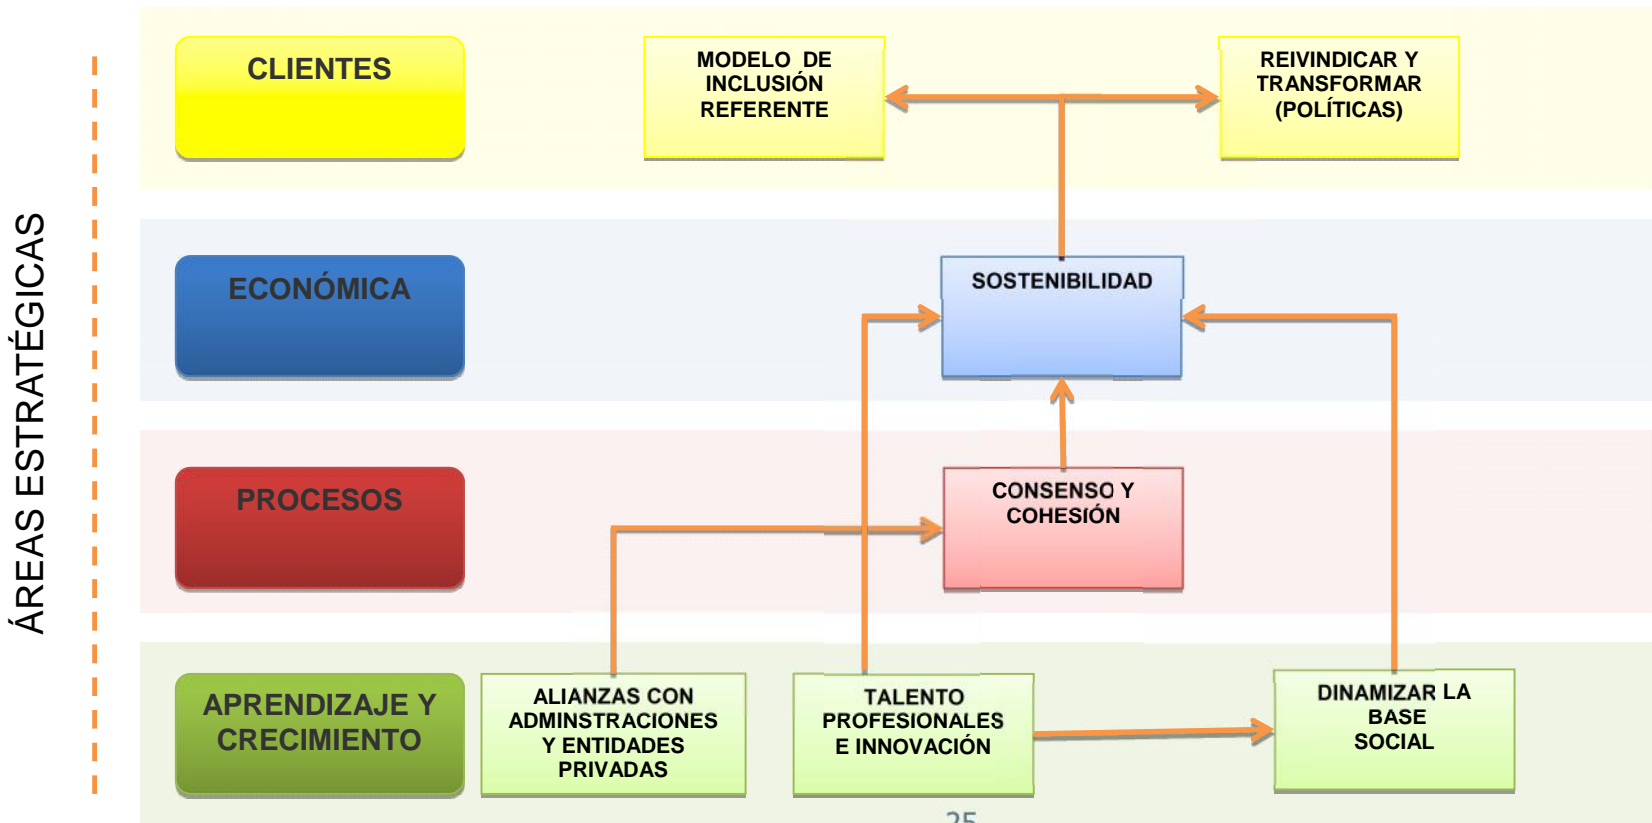 ÁREAS ESTRATÉGICAS
CLIENTES
MODELO DE
INCLUSIÓN
REFERENTE
REIVINDICAR Y
TRANSFORMAR
(POLÍTICAS)
ECONÓMICA
SOSTENIBILIDAD
PROCESOS
CONSENSO Y
COHESIÓN
APRENDIZAJE Y
CRECIMIENTO
ALIANZAS CON
ADMINSTRACIONES
Y ENTIDADES
PRIVADAS
TALENTO
PROFESIONALES
E INNOVACIÓN
DINAMIZAR LA
BASE
SOCIAL
25